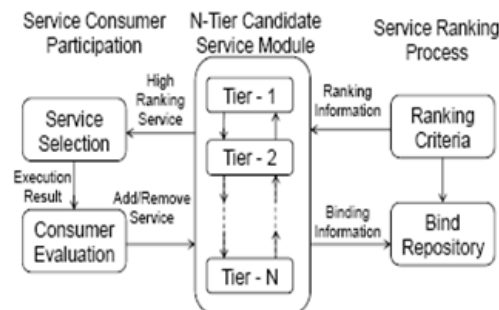 Service Consumer
Participation
N-Tier Candidate
Service Module
Service Ranking
Process
High
Ranking
Service
Tier - 1
Ranking
Information
Service
Selection
Tier - 2
Ranking
Criteria
Execution
Result
Add/Remove
Service
Consumer
Evaluation
Binding
Information
Bind
Repository
Tier - N